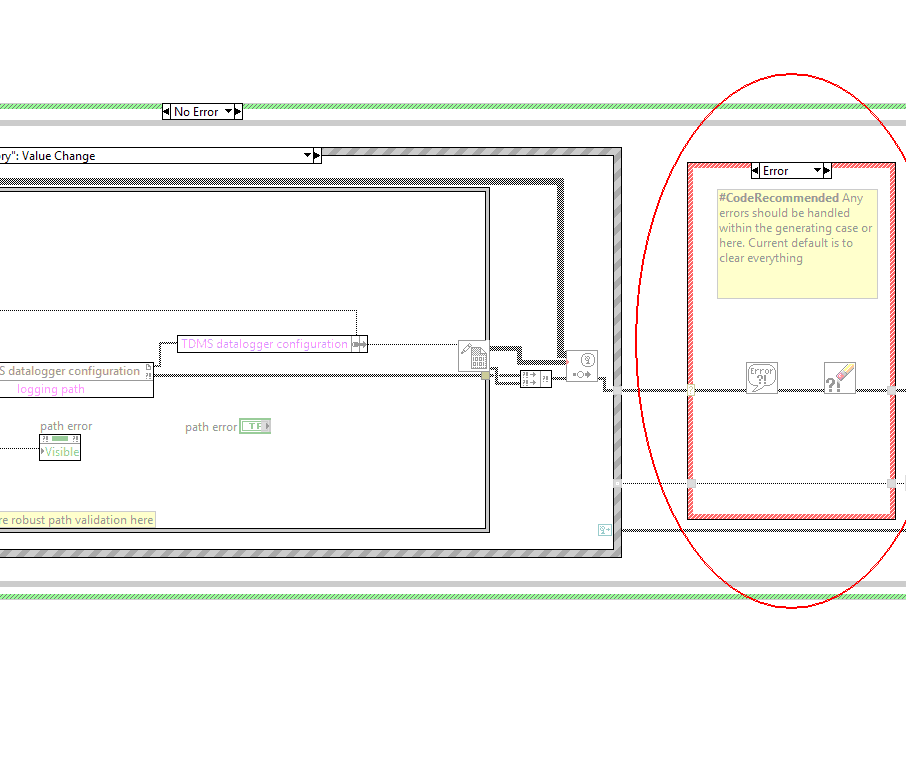 No Error
ry": Value Change
Error
#CodeRecommended Any
errors should be handled
within the generating case or
here. Current default is to
clear everything
TDMS datalogger configuration
S datalogger configuration
logging path
Error
?!
?!
path error
path error
TF
Visible
re robust path validation here